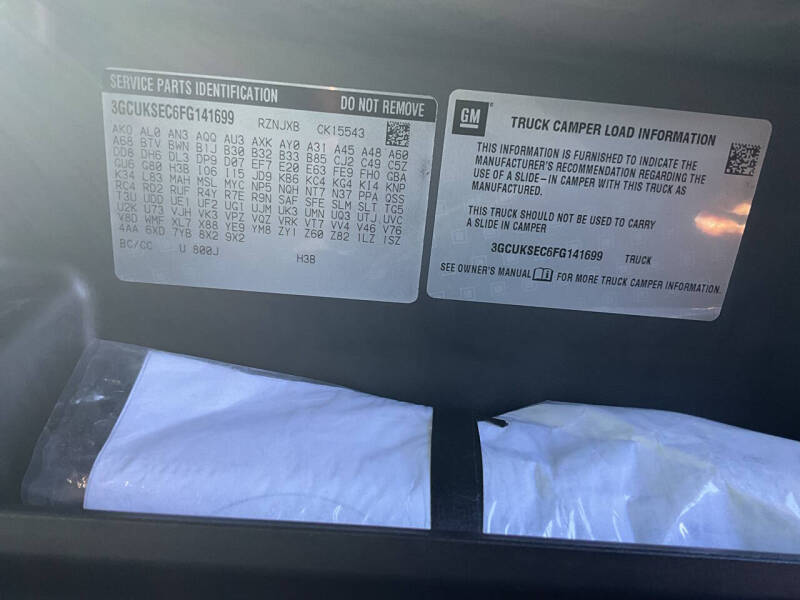 SERVICE PARTS IDENTIFICATION DO NOT REMOVE
3GCUKSEC6FG141699 RZNJXB CK15543
AKO AL0 AN3 AQQ AU3 AXK AY0 A31 A45 A48 A60
A68 BTV BWN B1J B30 B32 B33 B85 CJ2 C49 C57
DD8 DH6 DL3 DP9 D07 EF7 E20 E63 FE9 FHO GBA
GU6 G80 H3B IO6 I15 JD9 K86 KC4 KG4 K14 KNP
K34 L83 MAH MSL MYC NP5 NQH NT7 N37 PPA QSS
RC4 RD2 RUF R4Y R7E R9N SAF SFE SLM SLT TG5
T3U UDD UE1 UF2 UG1 UJM UK3 UMN UQ3 UTJ UVC
U2K U73 VJH VK3 VPZ VQZ VRK VT7 VV4 V46 V76
V8D WMF XL7 X88 YE9 YM8 ZY1 Z60 Z82 1LZ 1SZ
4AA 6XD 7YB 8X2 9X2
BC/CC U 800J H3B
GM
TRUCK CAMPER LOAD INFORMATION
THIS INFORMATION IS FURNISHED TO INDICATE THE
MANUFACTURER'S RECOMMENDATION REGARDING THE
USE OF A SLIDE-IN CAMPER WITH THIS TRUCK AS
MANUFACTURED.
THIS TRUCK SHOULD NOT BE USED TO CARRY
A SLIDE IN CAMPER
3GCUKSEC6FG141699 TRUCK
SEE OWNER'S MANUAL FOR MORE TRUCK CAMPER INFORMATION.